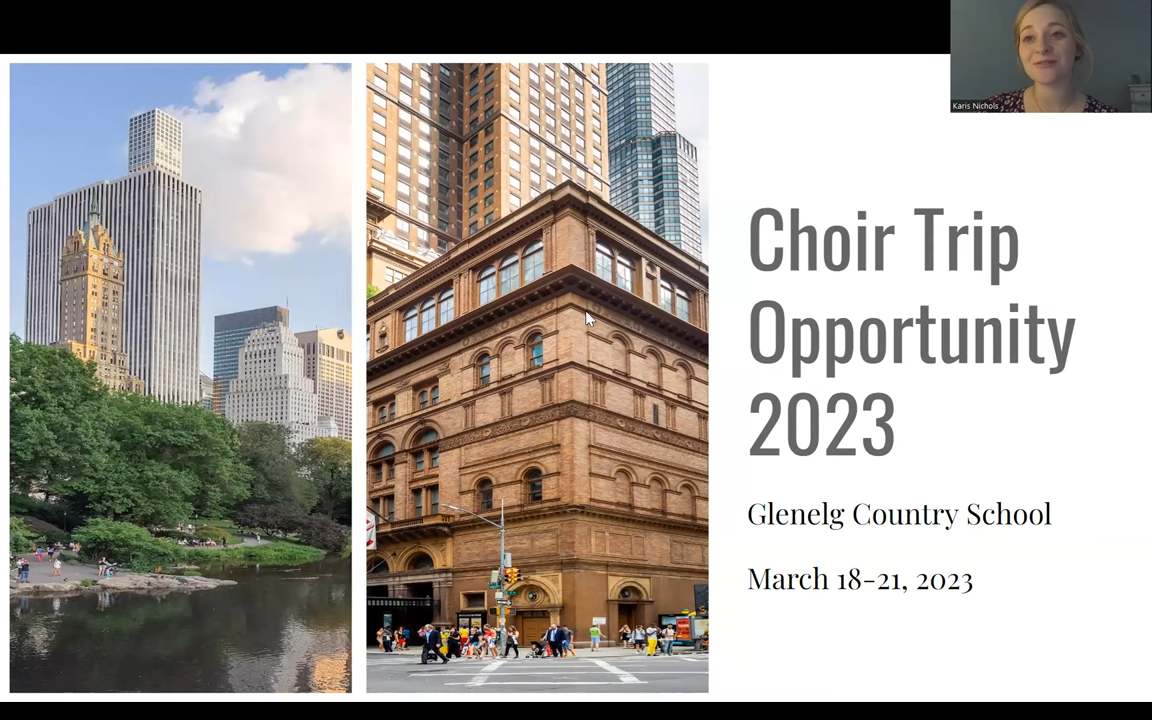 Karis Nichols
Choir Trip
Opportunity
2023
Glenelg Country School
March 18-21, 2023